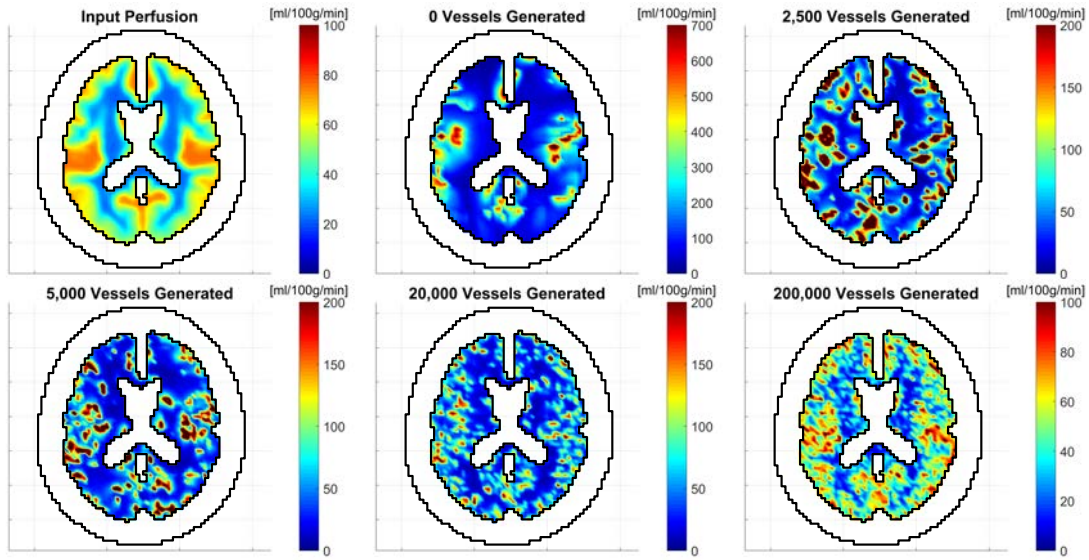 Input Perfusion
[ml/100g/min]
100
80
60
40
20
0
0 Vessels Generated
[ml/100g/min]
700
600
500
400
300
200
100
0
2,500 Vessels Generated
[ml/100g/min]
200
150
100
50
0
5,000 Vessels Generated
[ml/100g/min]
200
150
100
50
0
20,000 Vessels Generated
[ml/100g/min]
200
150
100
50
0
200,000 Vessels Generated
[ml/100g/min]
100
80
60
40
20
0